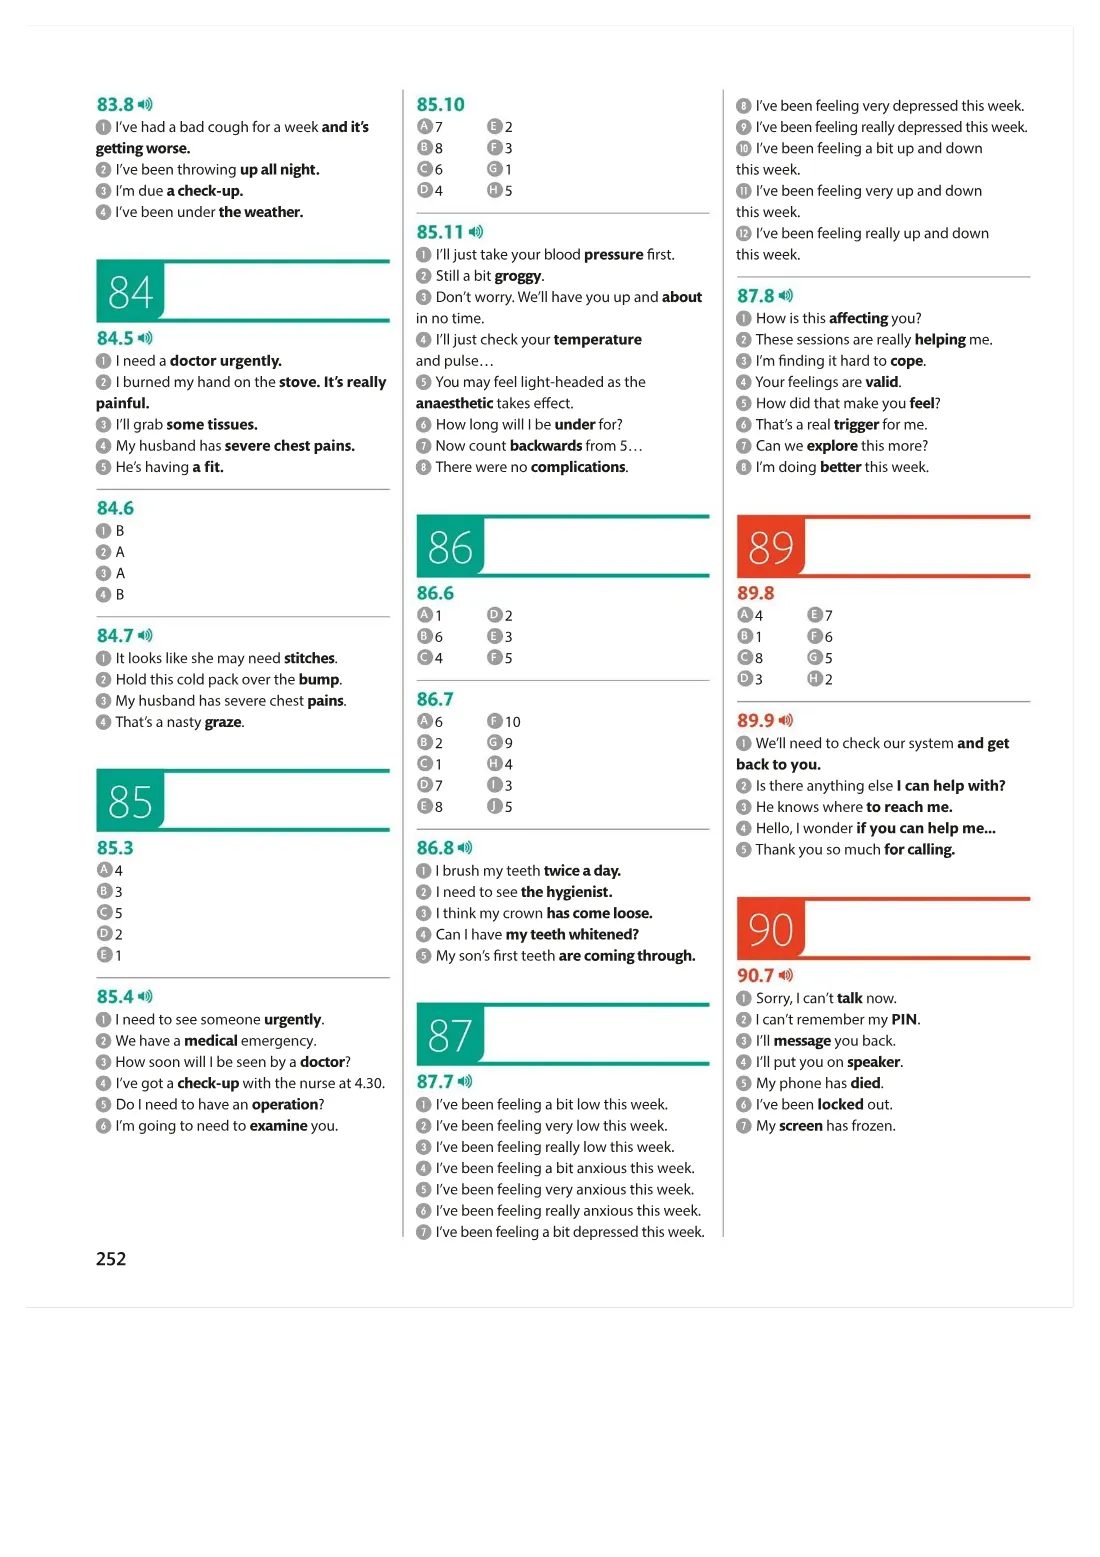 83.8
1 I've had a bad cough for a week and it's
getting worse.
2 I've been throwing up all night.
3 I'm due a check-up.
4 I've been under the weather.
84
84.5
1 I need a doctor urgently.
2 I burned my hand on the stove. It's really
painful.
3 I'll grab some tissues.
4 My husband has severe chest pains.
5 He's having a fit.
84.6
1 B
2 A
3 A
4 B
84.7
1 It looks like she may need stitches.
2 Hold this cold pack over the bump.
3 My husband has severe chest pains.
4 That's a nasty graze.
85
85.3
A 4
B 3
C 5
D 2
E 1
85.4
1 I need to see someone urgently.
2 We have a medical emergency.
3 How soon will I be seen by a doctor?
4 I've got a check-up with the nurse at 4.30.
5 Do I need to have an operation?
6 I'm going to need to examine you.
85.10
A 7 E 2
B 8 F 3
C 6 G 1
D 4 H 5
85.11
1 I'll just take your blood pressure first.
2 Still a bit groggy.
3 Don't worry. We'll have you up and about
in no time.
4 I'll just check your temperature
and pulse…
5 You may feel light-headed as the
anaesthetic takes effect.
6 How long will I be under for?
7 Now count backwards from 5…
8 There were no complications.
86
86.6
A 1 D 2
B 6 E 3
C 4 F 5
86.7
A 6 F 10
B 2 G 9
C 1 H 4
D 7 I 3
E 8 J 5
86.8
1 I brush my teeth twice a day.
2 I need to see the hygienist.
3 I think my crown has come loose.
4 Can I have my teeth whitened?
5 My son's first teeth are coming through.
87
87.7
1 I've been feeling a bit low this week.
2 I've been feeling very low this week.
3 I've been feeling really low this week.
4 I've been feeling a bit anxious this week.
5 I've been feeling very anxious this week.
6 I've been feeling really anxious this week.
7 I've been feeling a bit depressed this week.
8 I've been feeling very depressed this week.
9 I've been feeling really depressed this week.
10 I've been feeling a bit up and down
this week.
11 I've been feeling very up and down
this week.
12 I've been feeling really up and down
this week.
87.8
1 How is this affecting you?
2 These sessions are really helping me.
3 I'm finding it hard to cope.
4 Your feelings are valid.
5 How did that make you feel?
6 That's a real trigger for me.
7 Can we explore this more?
8 I'm doing better this week.
89
89.8
A 4 E 7
B 1 F 6
C 8 G 5
D 3 H 2
89.9
1 We'll need to check our system and get
back to you.
2 Is there anything else I can help with?
3 He knows where to reach me.
4 Hello, I wonder if you can help me...
5 Thank you so much for calling.
90
90.7
1 Sorry, I can't talk now.
2 I can't remember my PIN.
3 I'll message you back.
4 I'll put you on speaker.
5 My phone has died.
6 I've been locked out.
7 My screen has frozen.
252